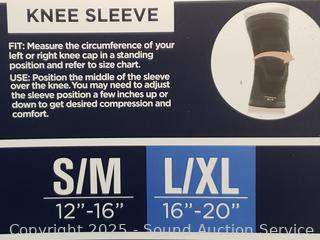 KNEE SLEEVE
FIT: Measure the circumference of your
left or right knee cap in a standing
position and refer to size chart.
USE: Position the middle of the sleeve
over the knee. You may need to adjust
the sleeve position a few inches up or
down to get desired compression and
comfort.
S/M L/XL
12”-16” 16”-20”
Copyright 2025 - Sound Auction Service